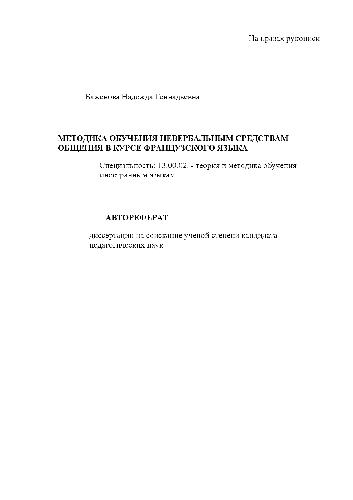 На правах рукописи
Баженова Надежда Геннадьевна
МЕТОДИКА ОБУЧЕНИЯ НЕВЕРБАЛЬНЫМ СРЕДСТВАМ
ОБЩЕНИЯ В КУРСЕ ФРАНЦУЗСКОГО ЯЗЫКА
Специальность: 13.00.02. - теория и методика обучения
иностранным языкам
АВТОРЕФЕРАТ
диссертации на соискание ученой степени кандидата
педагогических наук